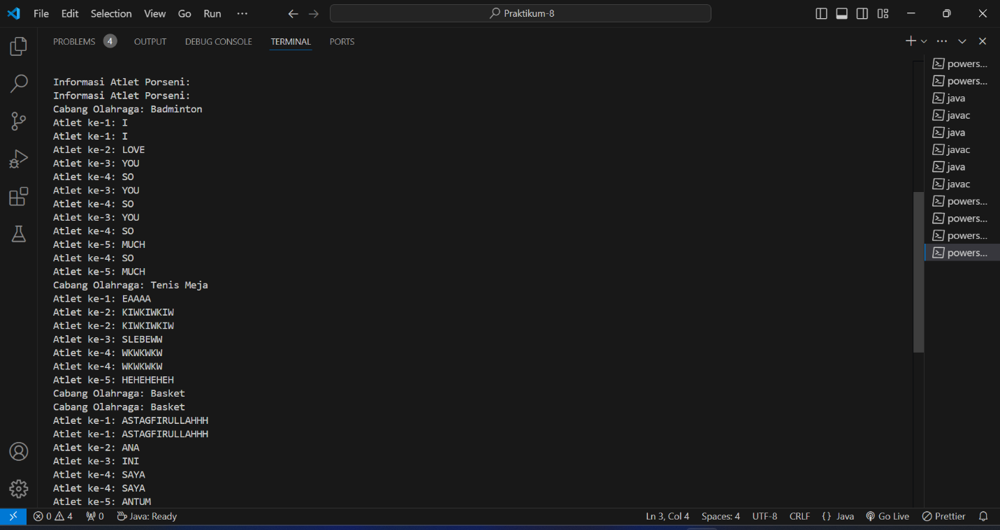 File Edit Selection View Go Run ···
Praktikum-8
PROBLEMS 4 OUTPUT DEBUG CONSOLE TERMINAL PORTS
Informasi Atlet Porseni:
Informasi Atlet Porseni:
Cabang Olahraga: Badminton
Atlet ke-1: I
Atlet ke-1: I
Atlet ke-2: LOVE
Atlet ke-3: YOU
Atlet ke-4: SO
Atlet ke-3: YOU
Atlet ke-4: SO
Atlet ke-3: YOU
Atlet ke-4: SO
Atlet ke-5: MUCH
Atlet ke-4: SO
Atlet ke-5: MUCH
Cabang Olahraga: Tenis Meja
Atlet ke-1: EAAAA
Atlet ke-2: KIWKIWKIW
Atlet ke-2: KIWKIWKIW
Atlet ke-3: SLEBEWW
Atlet ke-4: WKWKWKW
Atlet ke-4: WKWKWKW
Atlet ke-5: HEHEHEHEH
Cabang Olahraga: Basket
Cabang Olahraga: Basket
Atlet ke-1: ASTAGFIRULLAHHH
Atlet ke-1: ASTAGFIRULLAHHH
Atlet ke-2: ANA
Atlet ke-3: INI
Atlet ke-4: SAYA
Atlet ke-4: SAYA
Atlet ke-5: ANTUM
powers...
powers...
java
javac
java
javac
java
javac
powers...
powers...
powers...
powers...
0 4 0 Java: Ready
Ln 3, Col 4 Spaces: 4 UTF-8 CRLF {} Java Go Live Prettier